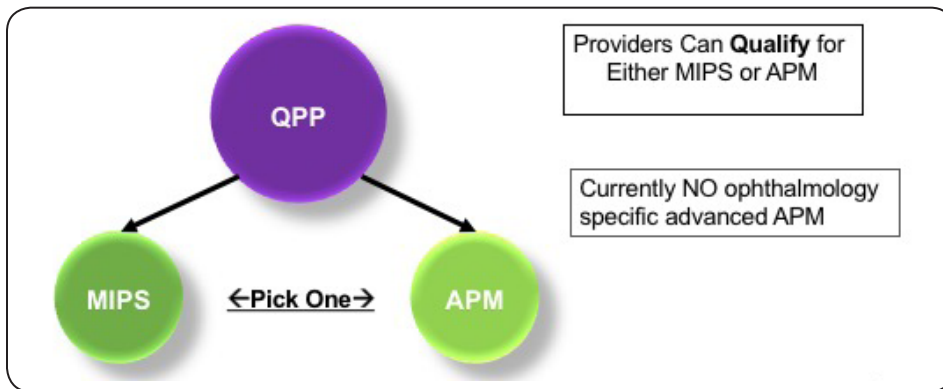 QPP
Providers Can Qualify for
Either MIPS or APM
Currently NO ophthalmology
specific advanced APM
MIPS
←Pick One→
APM